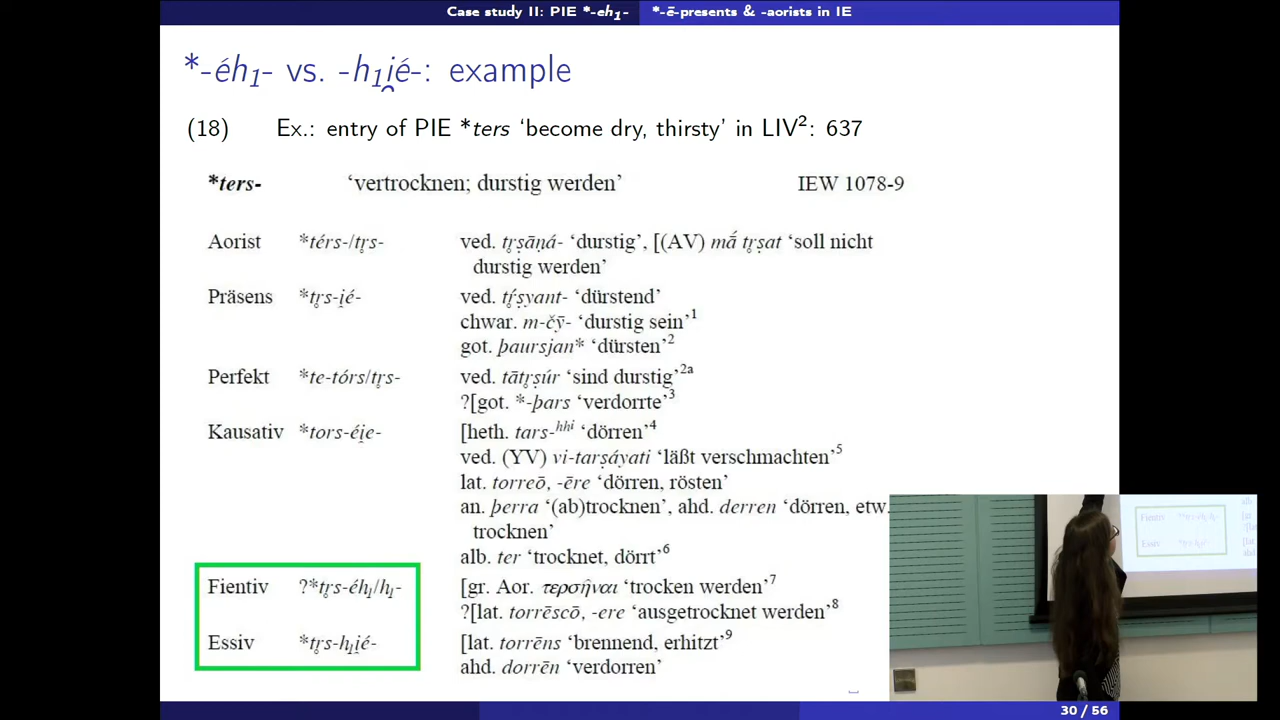 Case study II: PIE *-eh₁- *-ē-presents & -aorists in IE
*-éh₁- vs. -h₁i̯é-: example
(18) Ex.: entry of PIE *ters ‘become dry, thirsty’ in LIV²: 637
*ters- ‘vertrocknen; durstig werden’ IEW 1078-9
Aorist *térs-/tr̥s- ved. tr̥ṣāṇá- ‘durstig’, [(AV) mā́ tr̥ṣat ‘soll nicht
durstig werden’
Präsens *tr̥s-i̯é- ved. tŕ̥ṣyant- ‘dürstend’
chwar. m-čȳ- ‘durstig sein’¹
got. þaursjan* ‘dürsten’²
Perfekt *te-tórs/tr̥s- ved. tātr̥ṣúr ‘sind durstig’²ᵃ
?[got. *-þars ‘verdorrte’³
Kausativ *tors-éi̯e- [heth. tars-ʰʰⁱ ‘dörren’⁴
ved. (YV) vi-tarṣáyati ‘läßt verschmachten’⁵
lat. torreō, -ēre ‘dörren, rösten’
an. þerra ‘(ab)trocknen’, ahd. derren ‘dörren, etw.
trocknen’
alb. ter ‘trocknet, dörrt’⁶
Fientiv ?*tr̥s-éh₁/h₁- [gr. Aor. τερσῆναι ‘trocken werden’⁷
?[lat. torrēscō, -ere ‘ausgetrocknet werden’⁸
Essiv *tr̥s-h₁i̯é- [lat. torrēns ‘brennend, erhitzt’⁹
ahd. dorrēn ‘verdorren’
30 / 56
Fientiv
Essiv